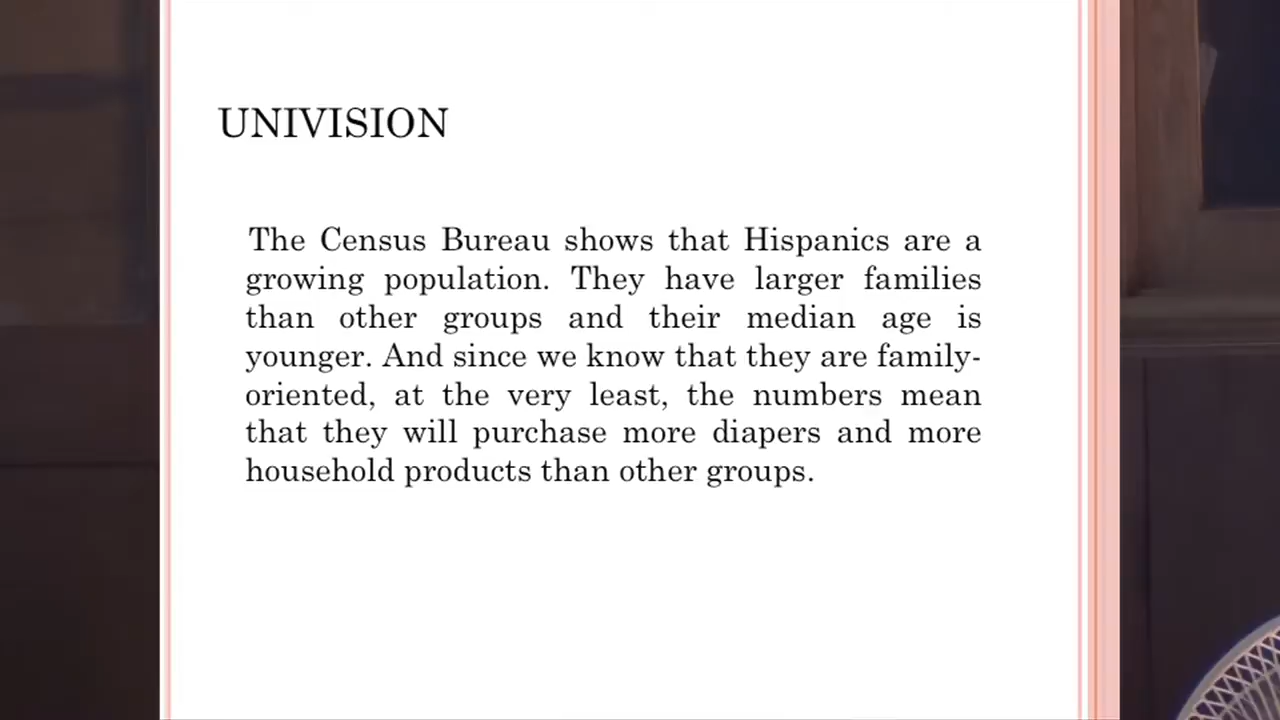 UNIVISION
The Census Bureau shows that Hispanics are a
growing population. They have larger families
than other groups and their median age is
younger. And since we know that they are family-
oriented, at the very least, the numbers mean
that they will purchase more diapers and more
household products than other groups.